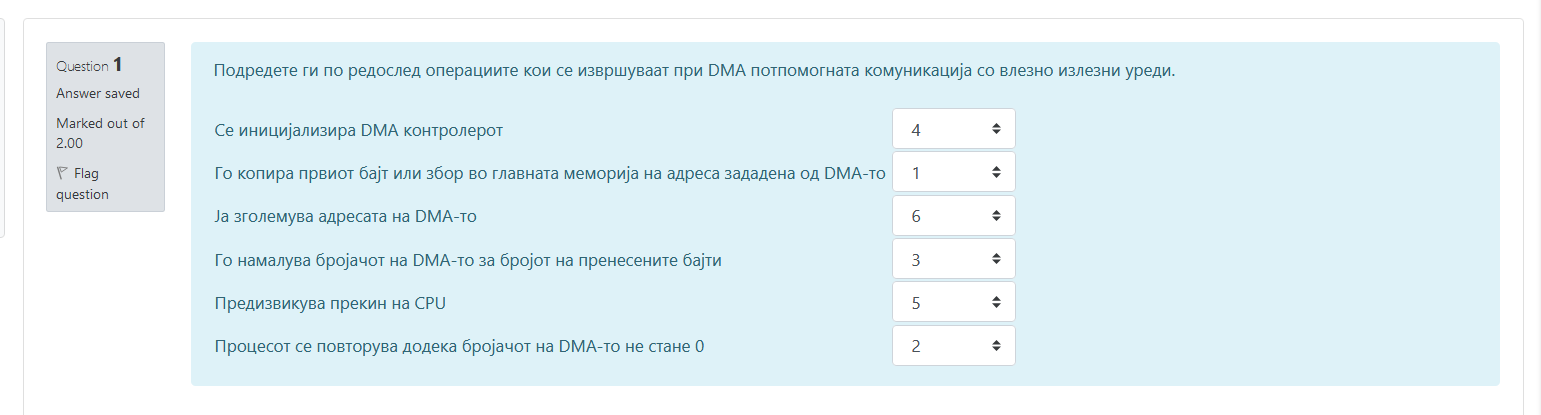 Question 1
Answer saved
Marked out of
2.00
Flag
question
Подредете ги по редослед операциите кои се извршуваат при DMA потпомогната комуникација со влезно излезни уреди.
Се иницијализира DMA контролерот 4
Го копира првиот бајт или збор во главната меморија на адреса зададена од DMA-то 1
Ја зголемува адресата на DMA-то 6
Го намалува бројачот на DMA-то за бројот на пренесените бајти 3
Предизвикува прекин на CPU 5
Процесот се повторува додека бројачот на DMA-то не стане 0 2